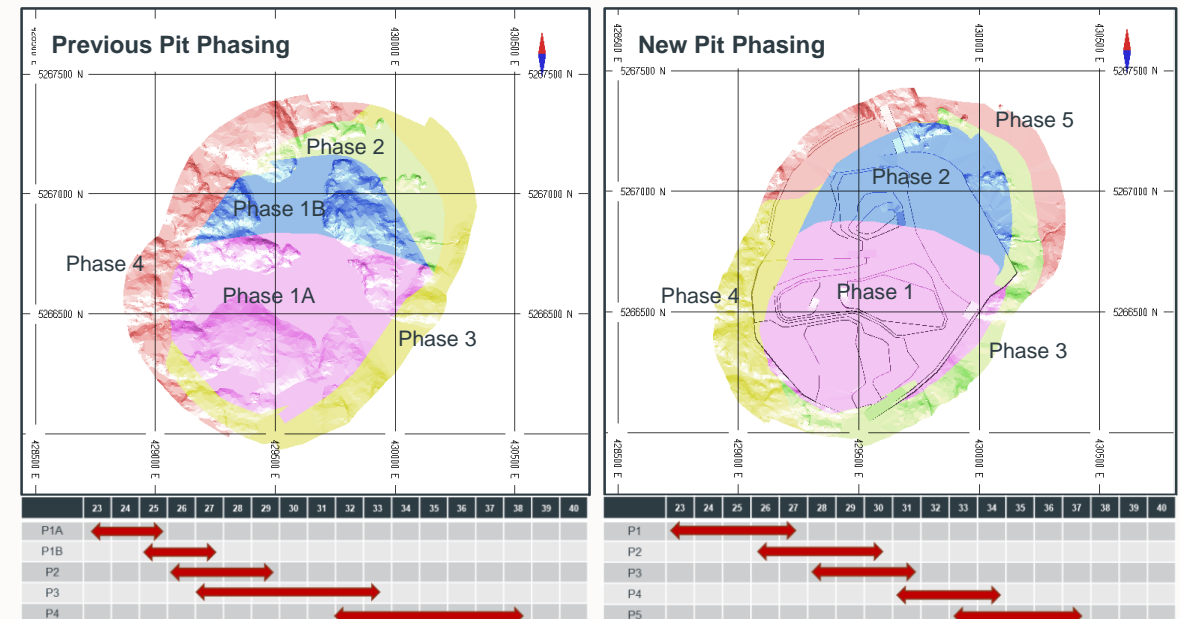 Previous Pit Phasing
430000 E
430500 E
5267500 N
5267500 N
Phase 2
5267000 N
5267000 N
Phase 1B
Phase 4
Phase 1A
5266500 N
5266500 N
Phase 3
428500 E
429000 E
429500 E
430000 E
430500 E
23 24 25 26 27 28 29 30 31 32 33 34 35 36 37 38 39 40
P1A
P1B
P2
P3
P4
New Pit Phasing
428500 E
430000 E
430500 E
5267500 N
5267500 N
Phase 5
Phase 2
5267000 N
5267000 N
Phase 4
Phase 1
5266500 N
5266500 N
Phase 3
428500 E
429000 E
429500 E
430000 E
430500 E
23 24 25 26 27 28 29 30 31 32 33 34 35 36 37 38 39 40
P1
P2
P3
P4
P5